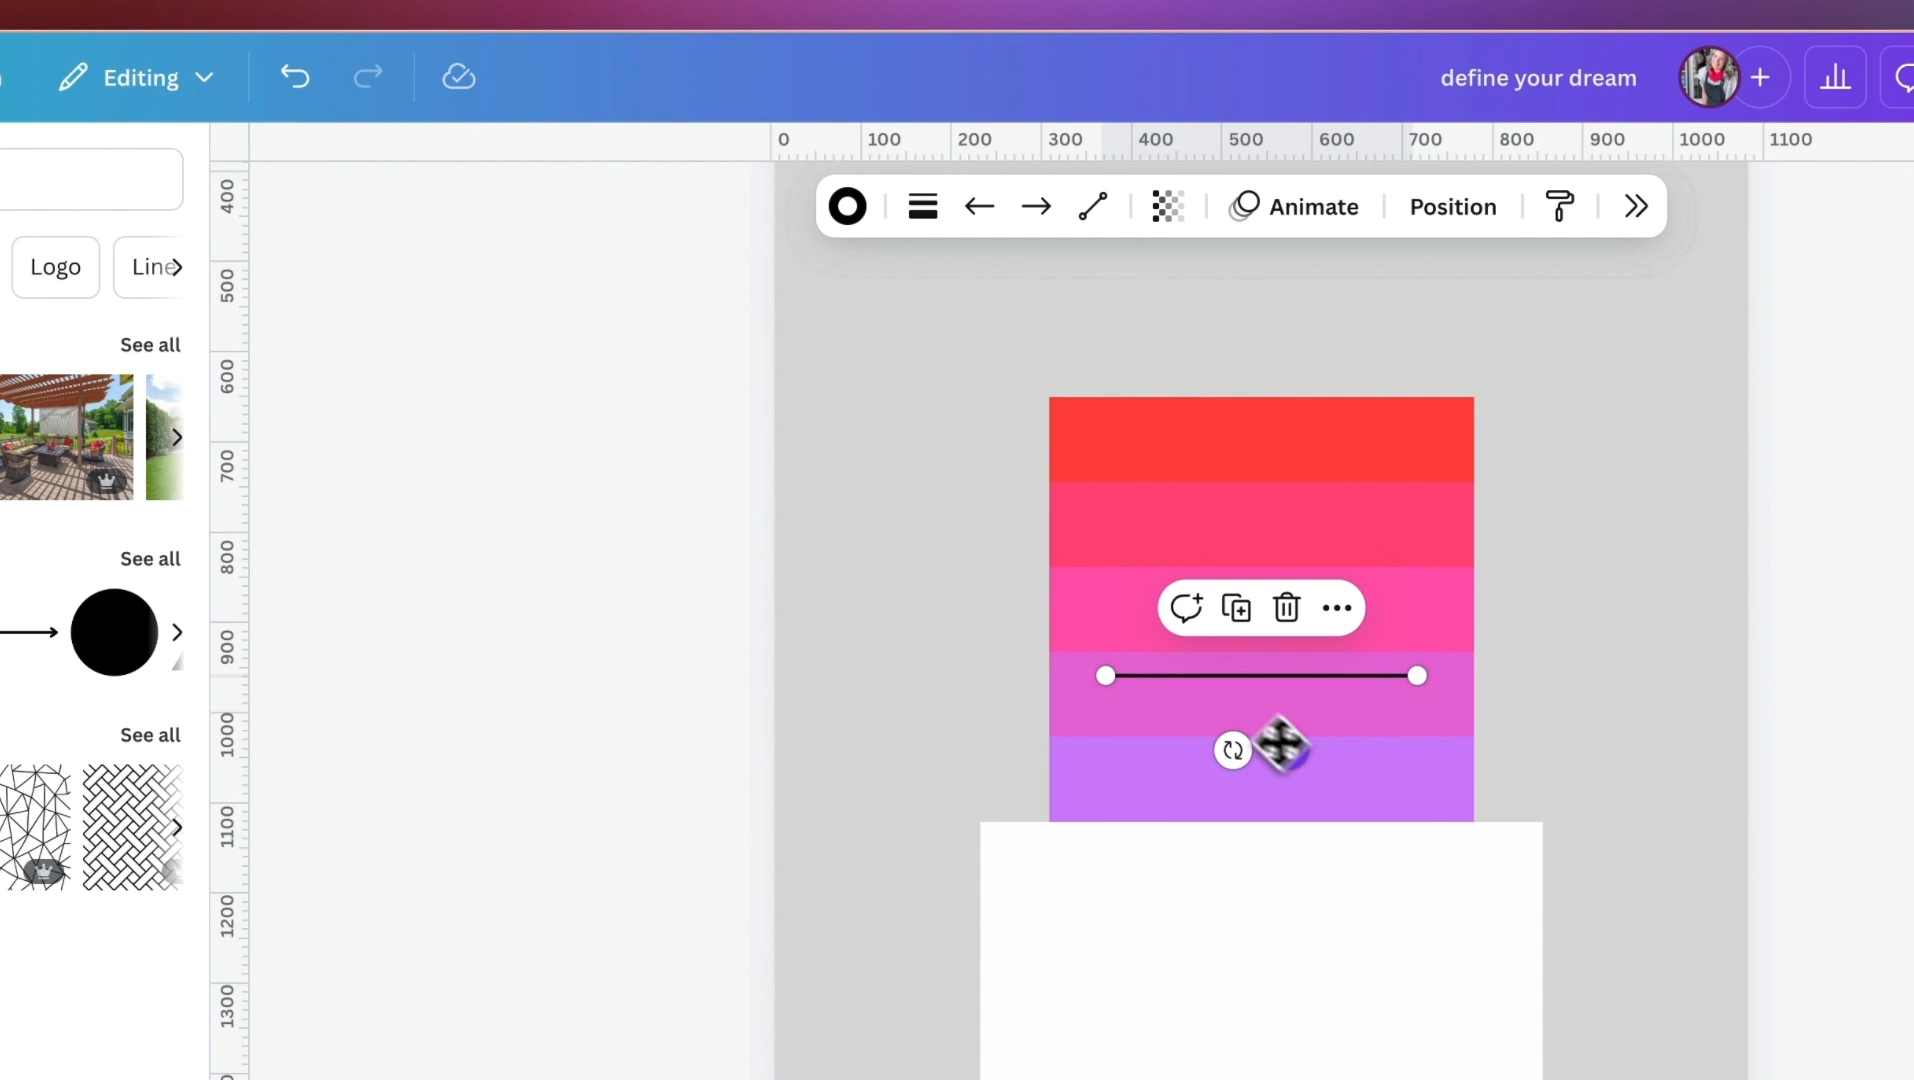 Editing
define your dream
0 100 200 300 400 500 600 700 800 900 1000 1100
Animate
Position
Logo
Line
See all
See all
See all
400
500
600
700
800
900
1000
1100
1200
1300